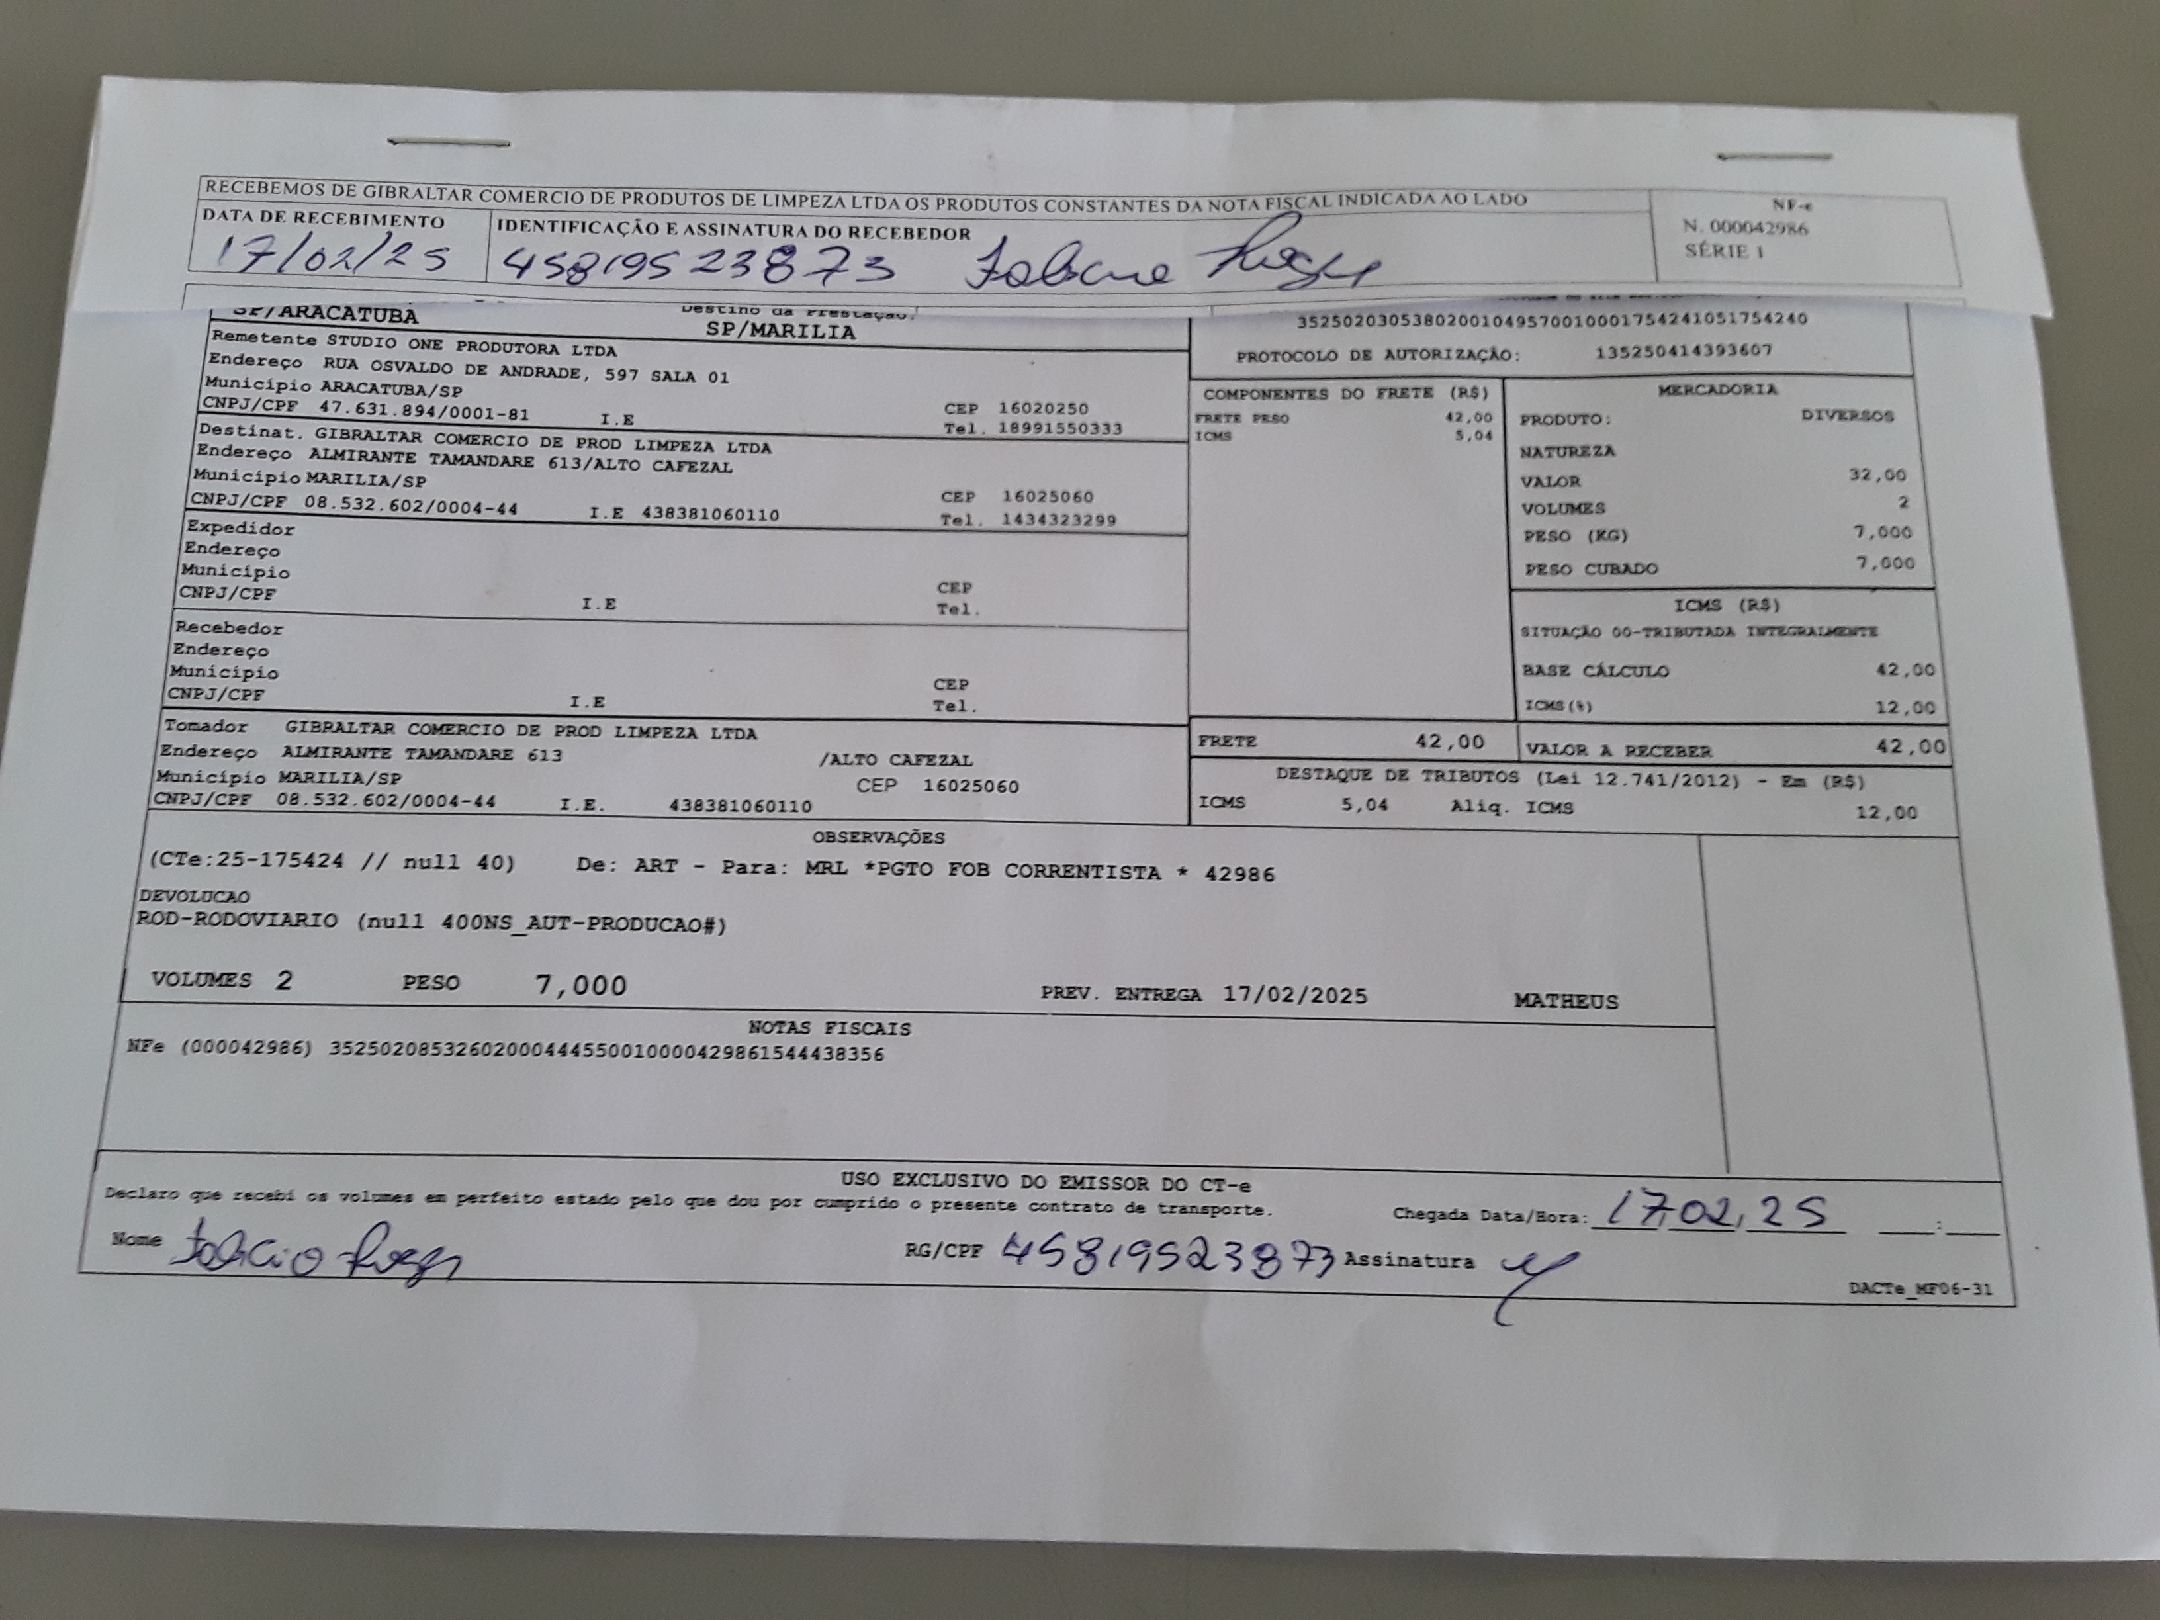 RECEBEMOS DE GIBRALTAR COMERCIO DE PRODUTOS DE LIMPEZA LTDA OS PRODUTOS CONSTANTES DA NOTA FISCAL INDICADA AO LADO
NF-e
N. 000042986
SÉRIE 1
DATA DE RECEBIMENTO
17/02/25
IDENTIFICAÇÃO E ASSINATURA DO RECEBEDOR
45819523873
SP/ARACATUBA
Destino da Prestação:
SP/MARILIA
35250203053802001049570010001754241051754240
PROTOCOLO DE AUTORIZAÇÃO: 135250414393607
Remetente STUDIO ONE PRODUTORA LTDA
Endereço RUA OSVALDO DE ANDRADE, 597 SALA 01
Município ARACATUBA/SP CEP 16020250
CNPJ/CPF 47.631.894/0001-81 I.E Tel. 18991550333
Destinat. GIBRALTAR COMERCIO DE PROD LIMPEZA LTDA
Endereço ALMIRANTE TAMANDARE 613/ALTO CAFEZAL
Município MARILIA/SP CEP 16025060
CNPJ/CPF 08.532.602/0004-44 I.E 438381060110 Tel. 1434323299
Expedidor
Endereço
Município CEP
CNPJ/CPF I.E Tel.
Recebedor
Endereço
Município CEP
CNPJ/CPF I.E Tel.
Tomador GIBRALTAR COMERCIO DE PROD LIMPEZA LTDA
Endereço ALMIRANTE TAMANDARE 613 /ALTO CAFEZAL
Município MARILIA/SP CEP 16025060
CNPJ/CPF 08.532.602/0004-44 I.E. 438381060110
COMPONENTES DO FRETE (R$)
FRETE PESO 42,00
ICMS 5,04
MERCADORIA
PRODUTO: DIVERSOS
NATUREZA
VALOR 32,00
VOLUMES 2
PESO (KG) 7,000
PESO CUBADO 7,000
ICMS (R$)
SITUAÇÃO 00-TRIBUTADA INTEGRALMENTE
BASE CÁLCULO 42,00
ICMS(%) 12,00
FRETE 42,00 VALOR A RECEBER 42,00
DESTAQUE DE TRIBUTOS (Lei 12.741/2012) - Em (R$)
ICMS 5,04 Aliq. ICMS 12,00
OBSERVAÇÕES
(CTe:25-175424 // null 40) De: ART - Para: MRL *PGTO FOB CORRENTISTA * 42986
DEVOLUCAO
ROD-RODOVIARIO (null 400NS_AUT-PRODUCAO#)
VOLUMES 2 PESO 7,000 PREV. ENTREGA 17/02/2025 MATHEUS
NOTAS FISCAIS
NFe (000042986) 35250208532602000444550010000429861544438356
USO EXCLUSIVO DO EMISSOR DO CT-e
Declaro que recebi os volumes em perfeito estado pelo que dou por cumprido o presente contrato de transporte.
Chegada Data/Hora: 17,02,25 :
Nome
RG/CPF 45819523873 Assinatura
DACTe_MF06-31